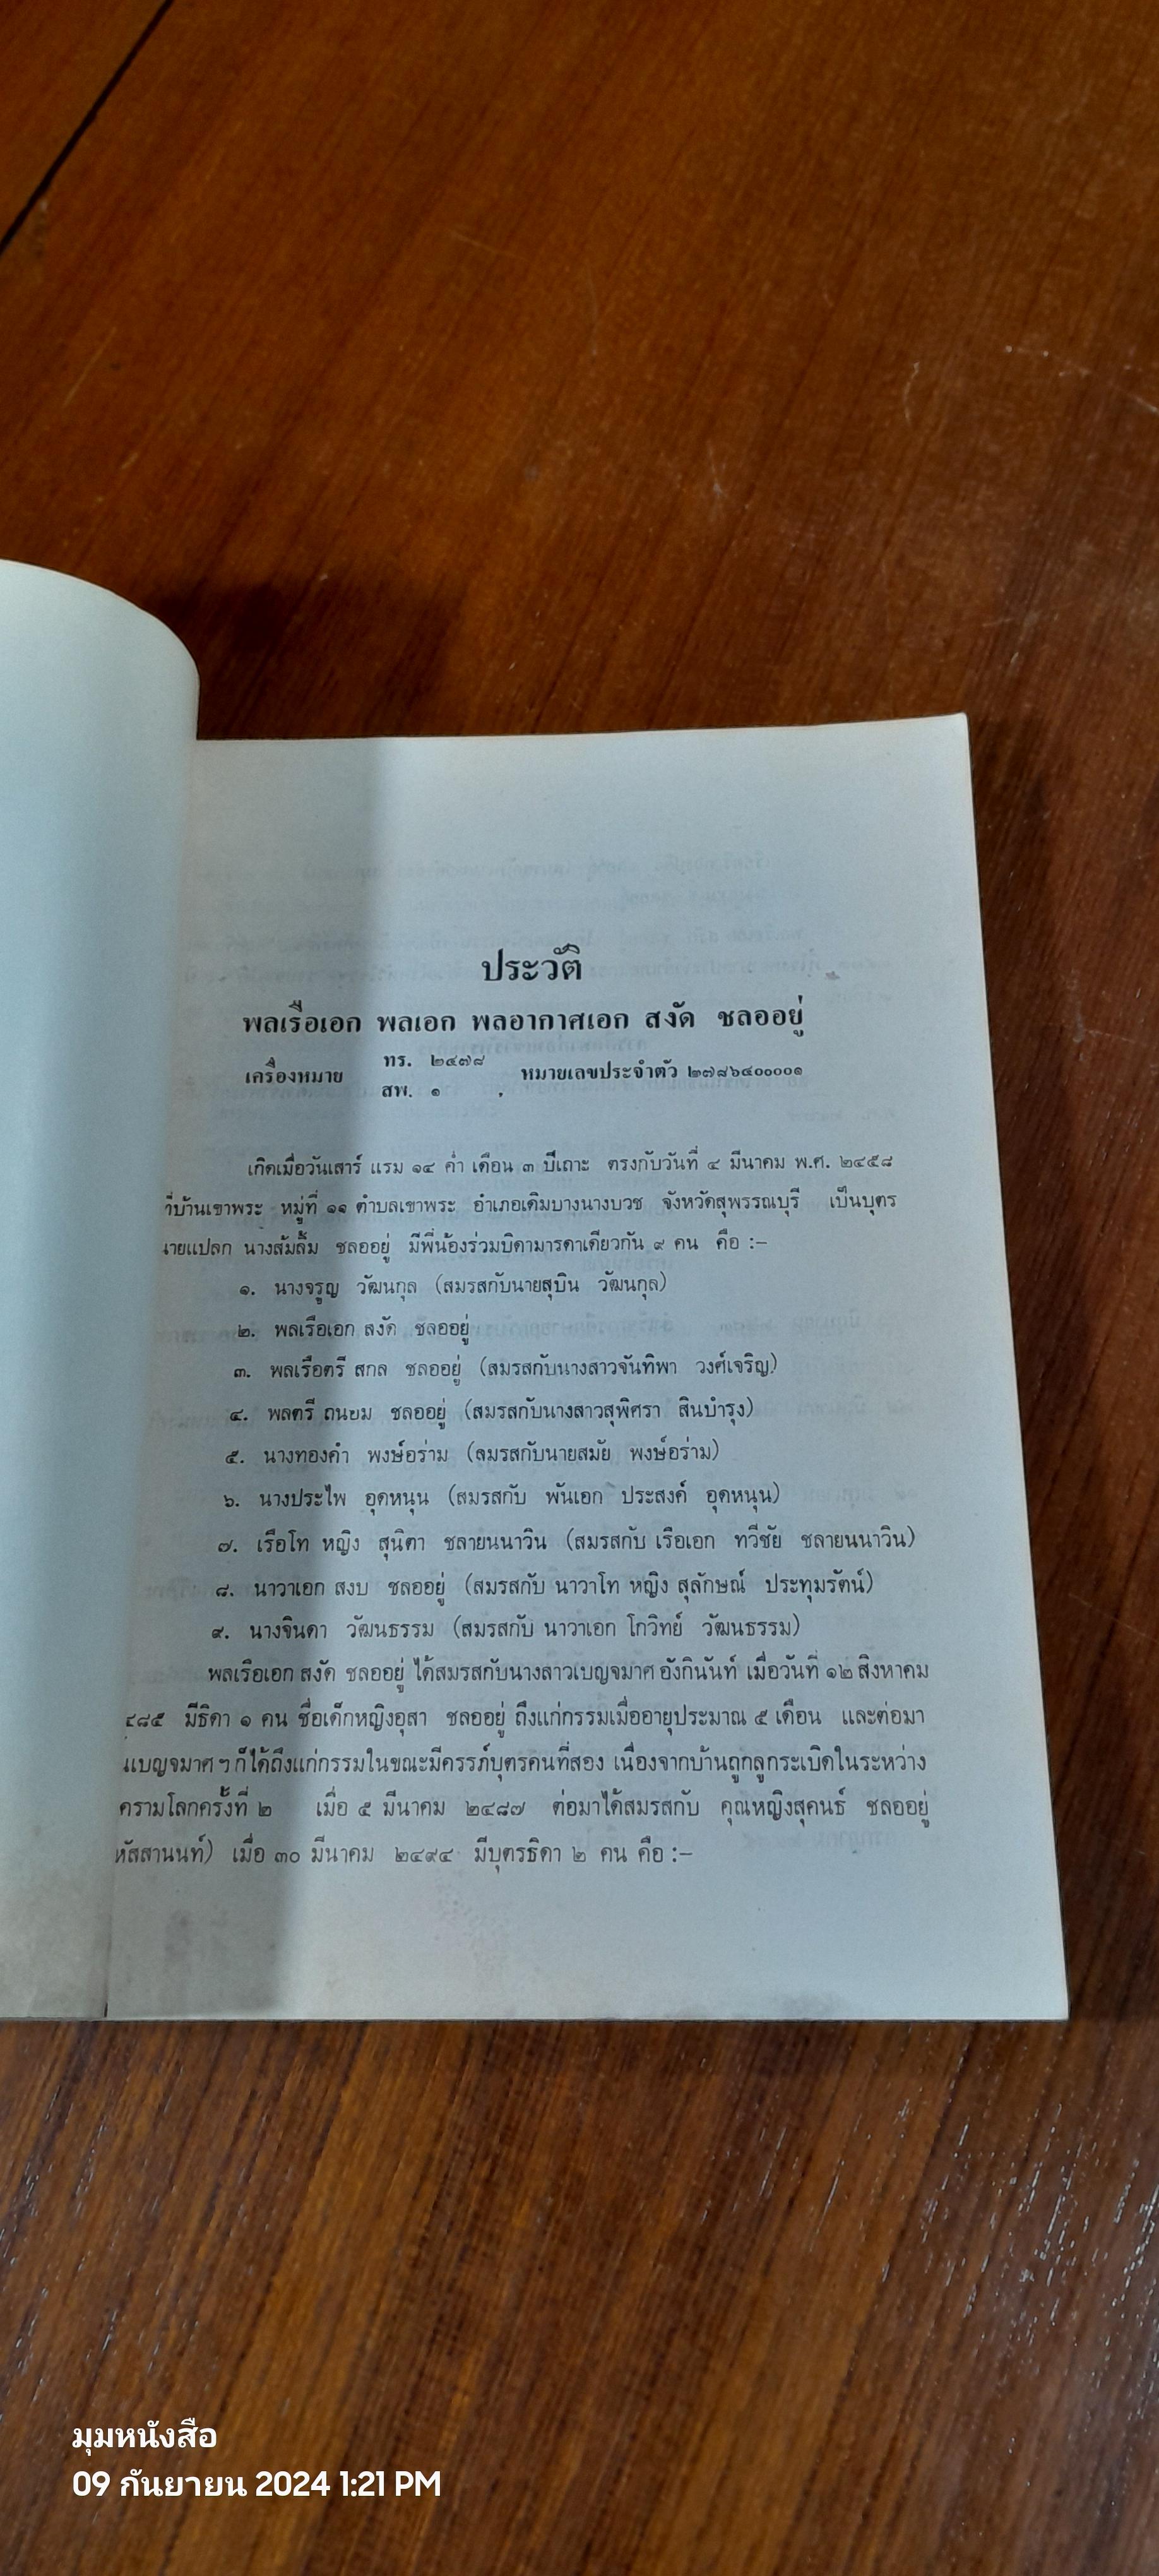 ประวัติ
พลเรือเอก พลเอก พลอากาศเอก สงัด ชลออยู่
เครื่องหมาย ทร. ๒๔๗๘ หมายเลขประจำตัว ๒๗๘๖๔๐๐๐๐๑
สพ. ๑
เกิดเมื่อวันเสาร์ แรม ๑๔ ค่ำ เดือน ๓ ปีเถาะ ตรงกับวันที่ ๔ มีนาคม พ.ศ. ๒๔๕๘
ที่บ้านเขาพระ หมู่ที่ ๑๑ ตำบลเขาพระ อำเภอเดิมบางนางบวช จังหวัดสุพรรณบุรี เป็นบุตร
นายแปลก นางส้มลิ้ม ชลออยู่ มีพี่น้องร่วมบิดามารดาเดียวกัน ๙ คน คือ :–
๑. นางจรูญ วัฒนกุล (สมรสกับนายสุบิน วัฒนกุล)
๒. พลเรือเอก สงัด ชลออยู่
๓. พลเรือตรี สกล ชลออยู่ (สมรสกับนางสาวจันทิพา วงศ์เจริญ)
๔. พลตรี ถนอม ชลออยู่ (สมรสกับนางสาวสุพิศรา สินบำรุง)
๕. นางทองคำ พงษ์อร่าม (สมรสกับนายสมัย พงษ์อร่าม)
๖. นางประไพ อุดหนุน (สมรสกับ พันเอก ประสงค์ อุดหนุน)
๗. เรือโท หญิง สุนิตา ชลายนนาวิน (สมรสกับ เรือเอก ทวีชัย ชลายนนาวิน)
๘. นาวาเอก สงบ ชลออยู่ (สมรสกับ นาวาโท หญิง สุลักษณ์ ประทุมรัตน์)
๙. นางจินดา วัฒนธรรม (สมรสกับ นาวาเอก โกวิทย์ วัฒนธรรม)
พลเรือเอก สงัด ชลออยู่ ได้สมรสกับนางสาวเบญจมาศ อังกินันท์ เมื่อวันที่ ๑๒ สิงหาคม
๔๘๕ มีธิดา ๑ คน ชื่อเด็กหญิงอุสา ชลออยู่ ถึงแก่กรรมเมื่ออายุประมาณ ๕ เดือน และต่อมา
เบญจมาศ ฯ ก็ได้ถึงแก่กรรมในขณะมีครรภ์บุตรคนที่สอง เนื่องจากบ้านถูกลูกระเบิดในระหว่าง
ครามโลกครั้งที่ ๒ เมื่อ ๕ มีนาคม ๒๔๘๗ ต่อมาได้สมรสกับ คุณหญิงสุคนธ์ ชลออยู่
หัสสานนท์) เมื่อ ๓๐ มีนาคม ๒๔๙๔ มีบุตรธิดา ๒ คน คือ :–
มุมหนังสือ
09 กันยายน 2024 1:21 PM